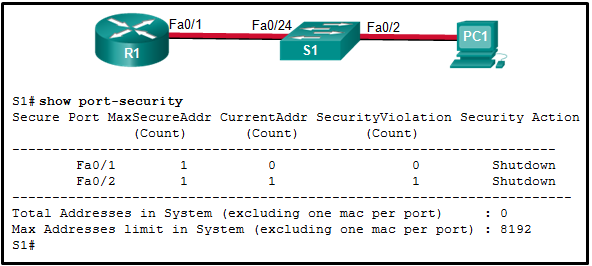 Fa0/1 Fa0/24 Fa0/2
R1 S1 PC1
S1# show port-security
Secure Port MaxSecureAddr CurrentAddr SecurityViolation Security Action
(Count) (Count) (Count)
---------------------------------------------------------------------
Fa0/1 1 0 0 Shutdown
Fa0/2 1 1 1 Shutdown
-----------------------------------------------------------------------
Total Addresses in System (excluding one mac per port) : 0
Max Addresses limit in System (excluding one mac per port) : 8192
S1#